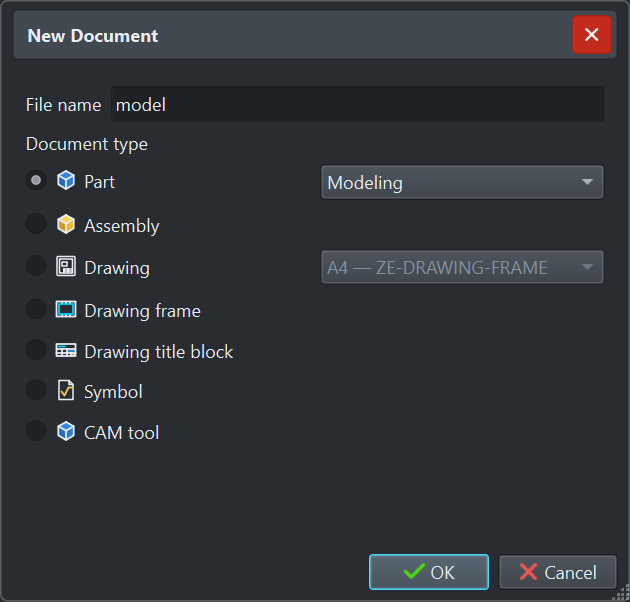 New Document
File name model
Document type
Part Modeling
Assembly
Drawing A4 — ZE-DRAWING-FRAME
Drawing frame
Drawing title block
Symbol
CAM tool
OK Cancel